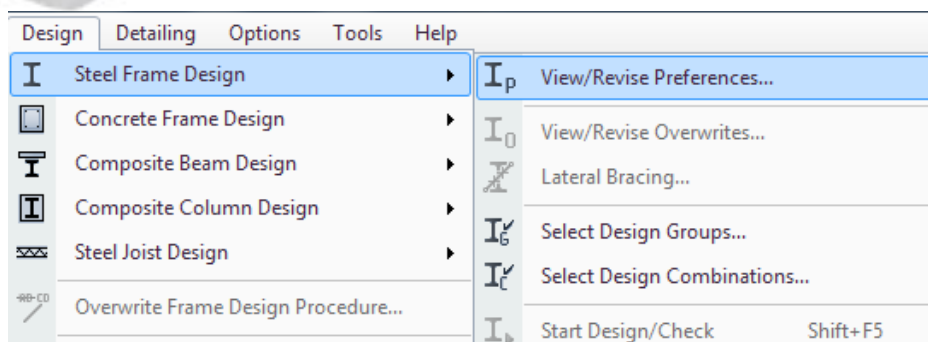 Design Detailing Options Tools Help
Steel Frame Design
Concrete Frame Design
Composite Beam Design
Composite Column Design
Steel Joist Design
Overwrite Frame Design Procedure...
View/Revise Preferences...
View/Revise Overwrites...
Lateral Bracing...
Select Design Groups...
Select Design Combinations...
Start Design/Check Shift+F5